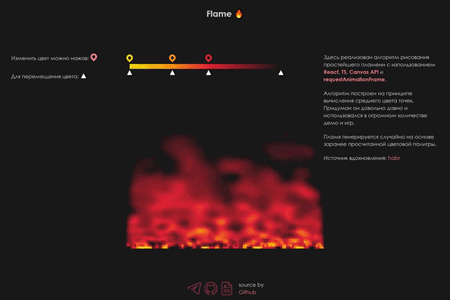 Flame 🔥
Изменить цвет можно нажав:
Для перемещения цвета:
Здесь реализован алгоритм рисования
простейшего пламени с использованием
React, TS, Canvas API и
requestAnimationFrame.
Алгоритм построен на принципе
вычисления среднего цвета точек.
Придуман он довольно давно и
использовался в огромном количестве
демо и игр.
Пламя генерируется случайно на основе
заранее просчитанной цветовой палитры.
Источник вдохновения: habr
source by
Github